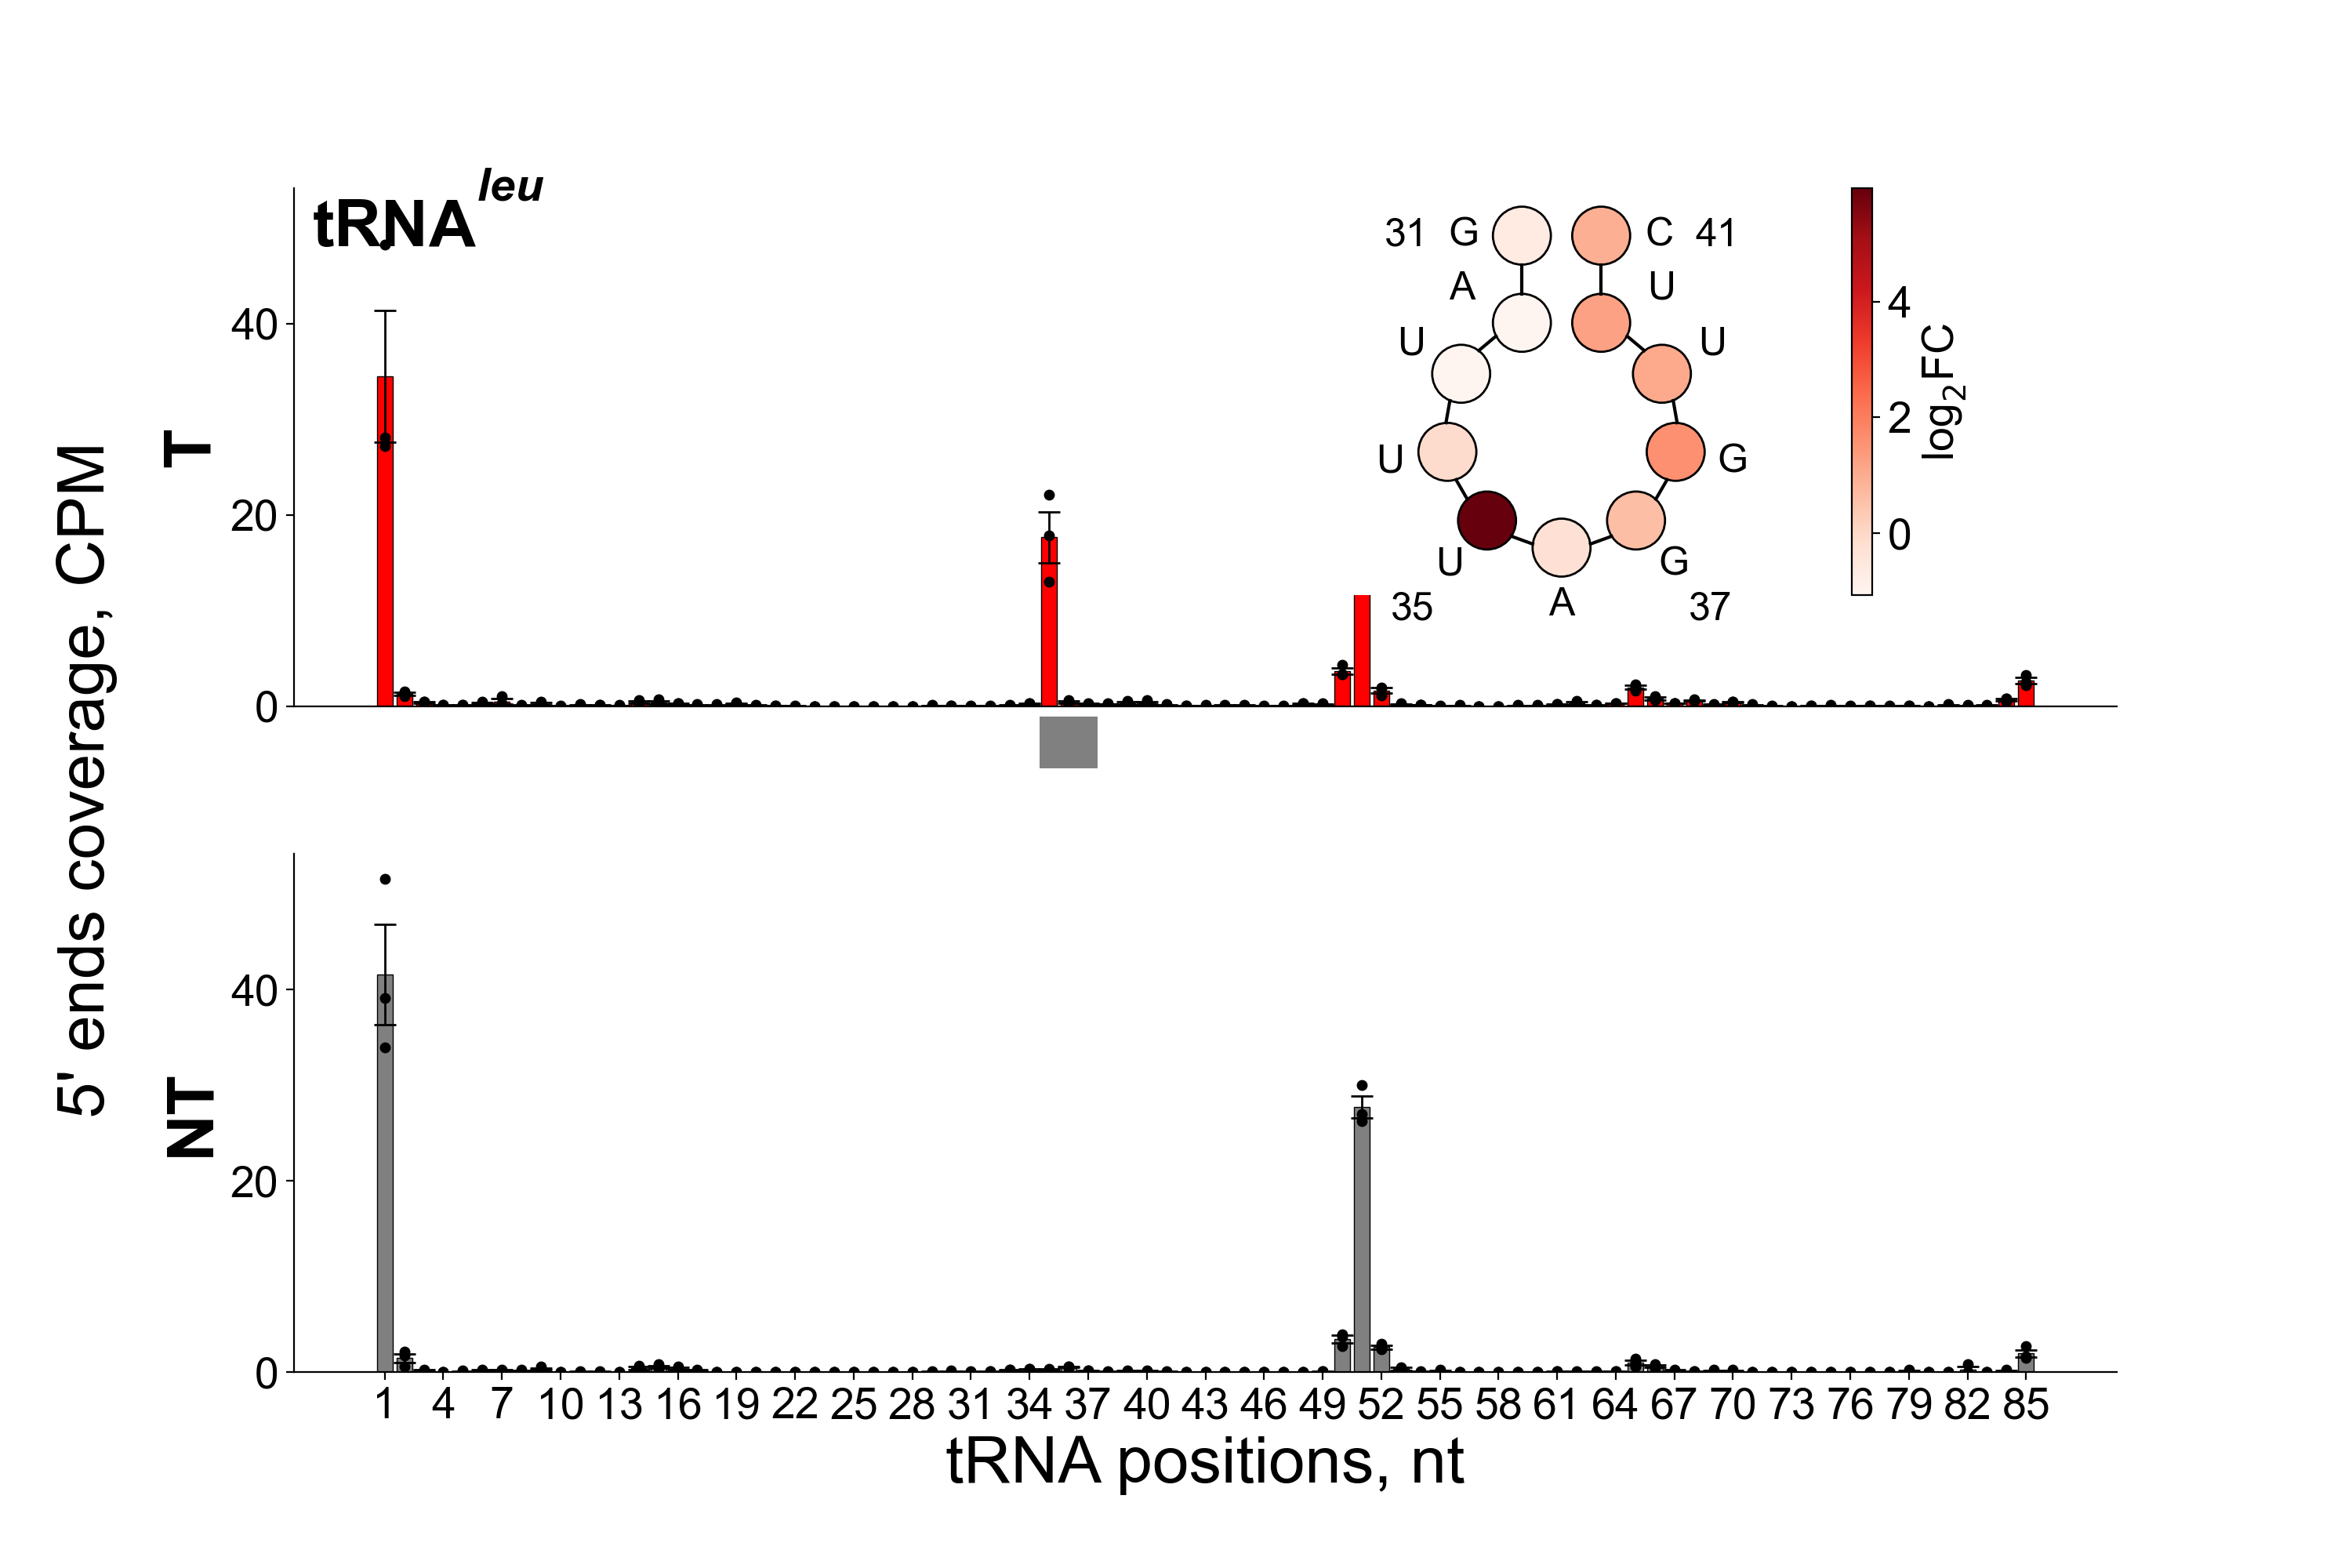 tRNA^leu
5' ends coverage, CPM
T
40
20
0
31 G C 41
A U
U U
U G
U G
35 A 37
4
2
0
log₂FC
NT
40
20
0
1 4 7 10 13 16 19 22 25 28 31 34 37 40 43 46 49 52 55 58 61 64 67 70 73 76 79 82 85
tRNA positions, nt